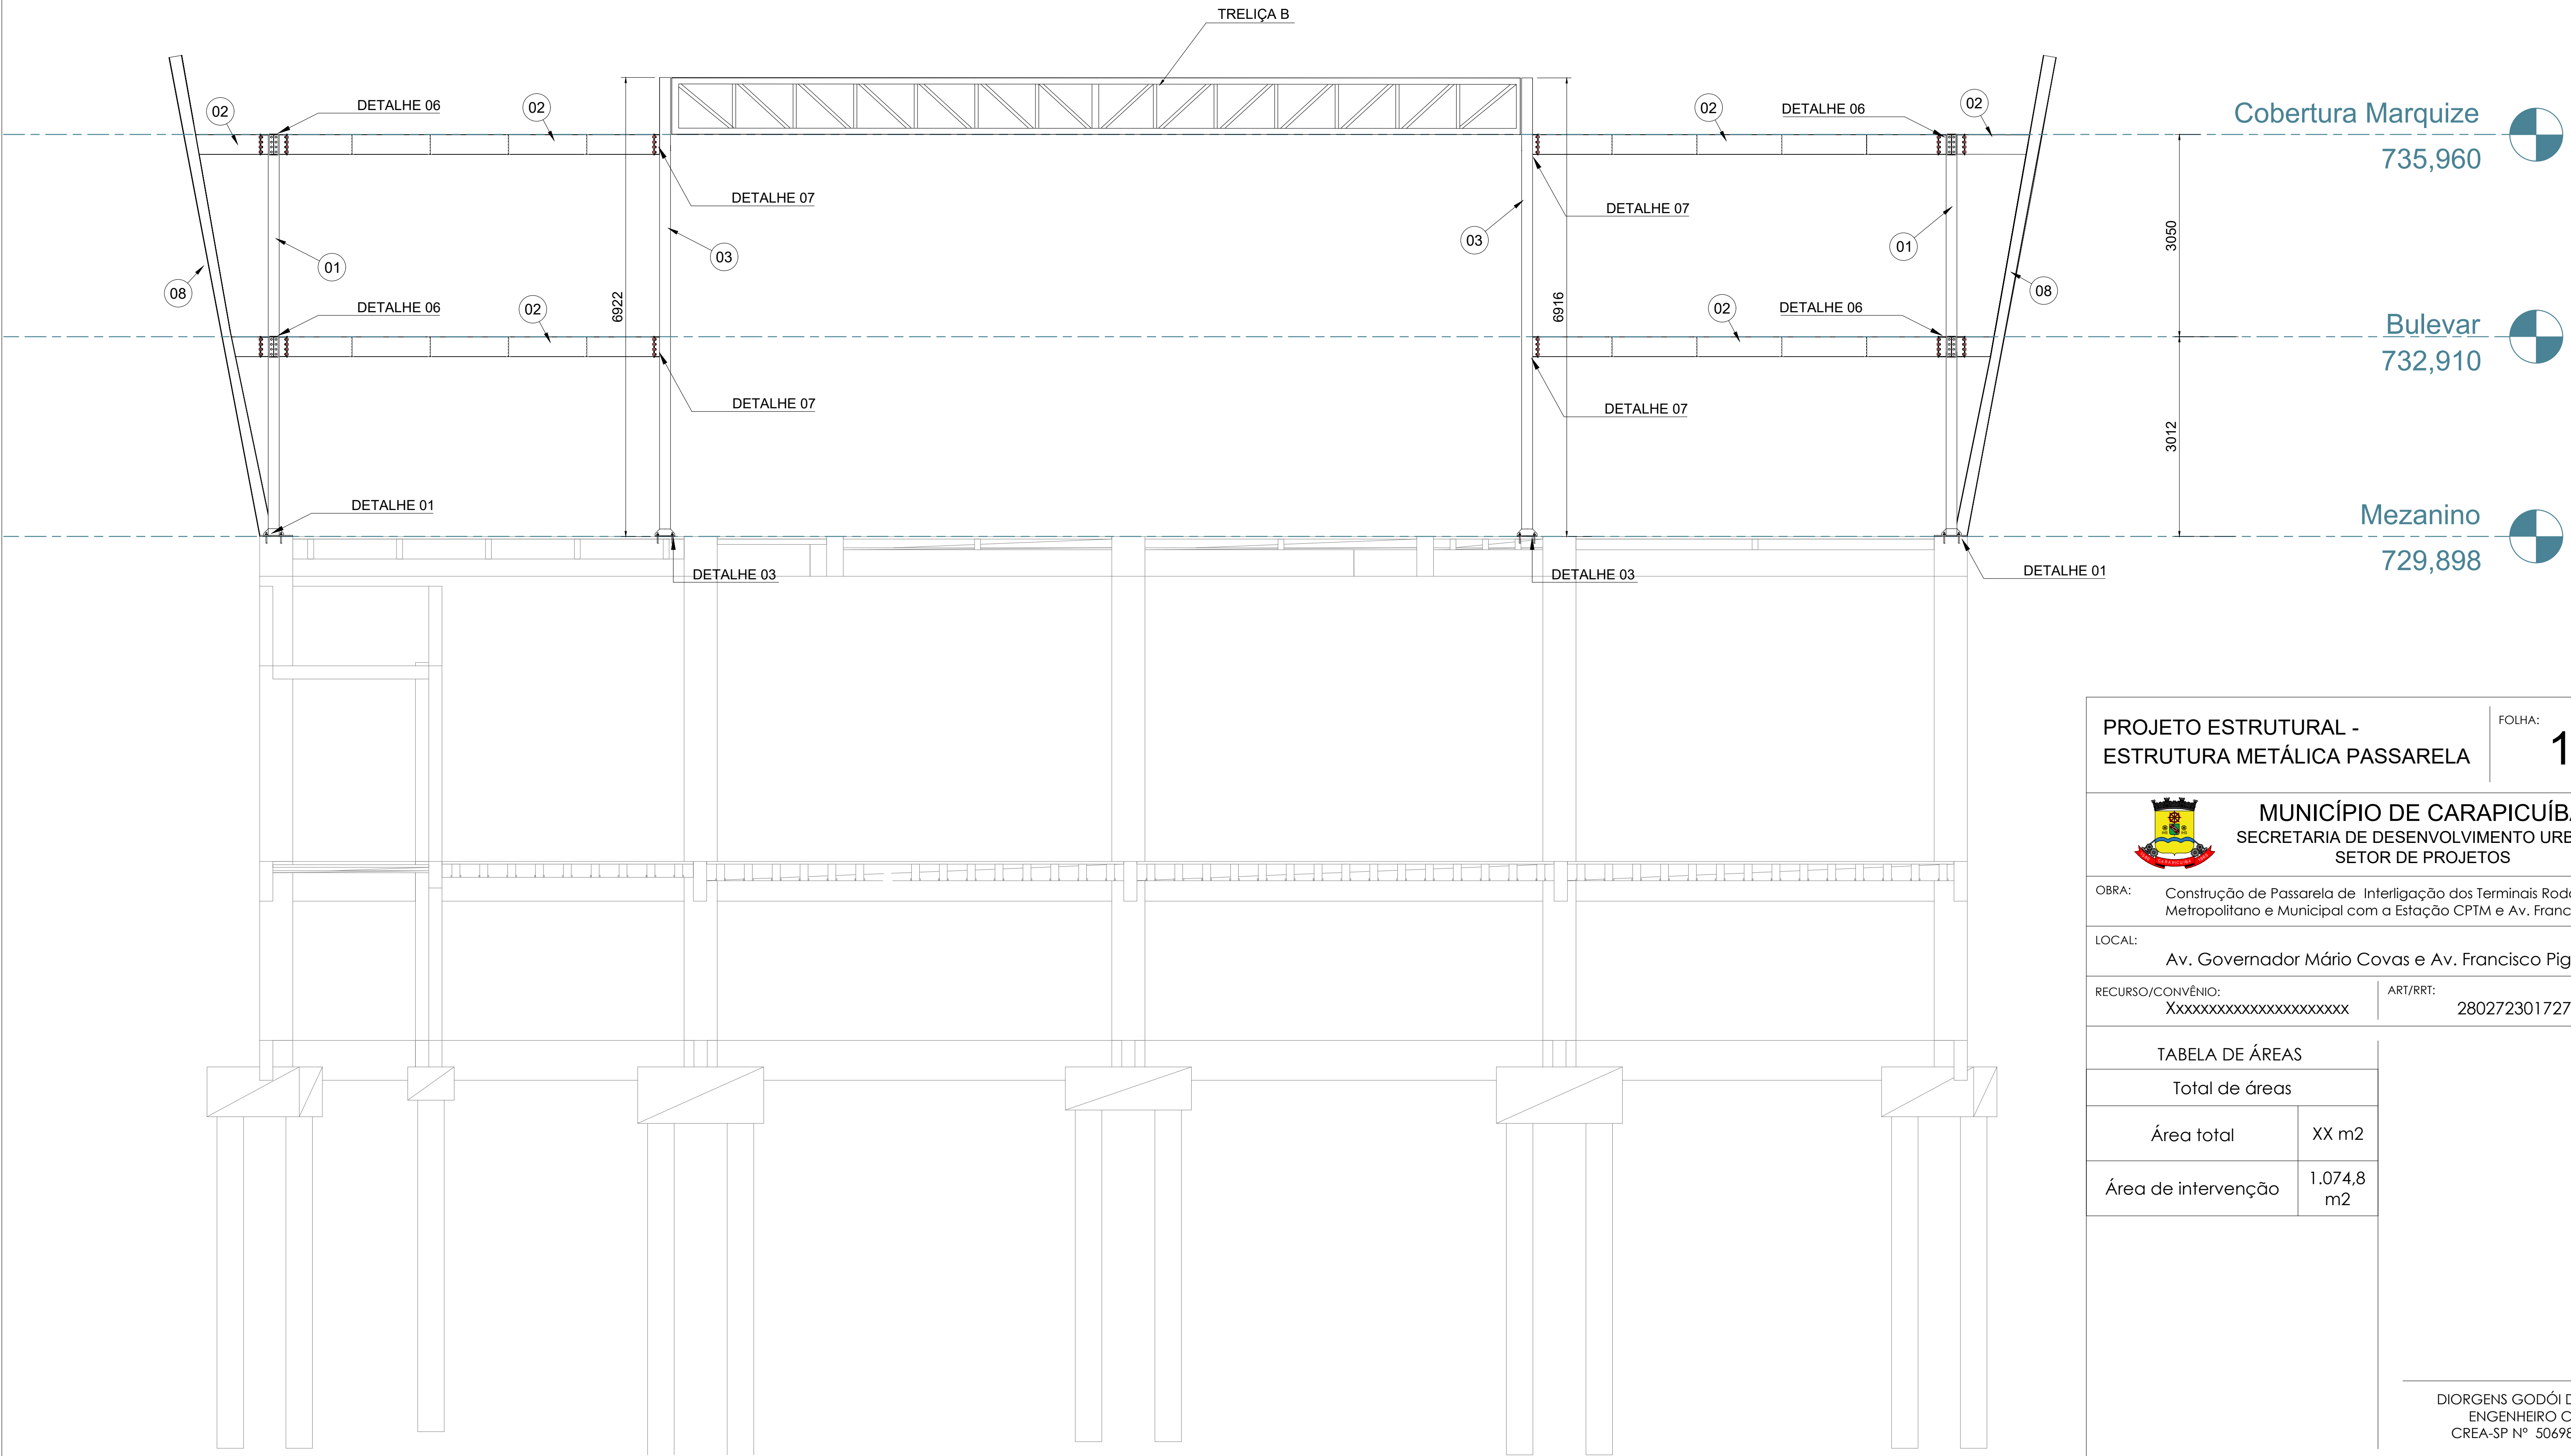 TRELIÇA B
02
DETALHE 06
02
02
DETALHE 06
02
Cobertura Marquize
735,960
DETALHE 07
DETALHE 07
03
03
01
01
08
08
3050
DETALHE 06
02
6922
6916
02
DETALHE 06
Bulevar
732,910
DETALHE 07
DETALHE 07
3012
DETALHE 01
Mezanino
729,898
DETALHE 03
DETALHE 03
DETALHE 01
PROJETO ESTRUTURAL -
ESTRUTURA METÁLICA PASSARELA
FOLHA:
1
MUNICÍPIO DE CARAPICUÍBA
SECRETARIA DE DESENVOLVIMENTO URB
SETOR DE PROJETOS
OBRA:
Construção de Passarela de Interligação dos Terminais Rodo
Metropolitano e Municipal com a Estação CPTM e Av. Franc
LOCAL:
Av. Governador Mário Covas e Av. Francisco Pig
RECURSO/CONVÊNIO:
Xxxxxxxxxxxxxxxxxxxxxx
ART/RRT:
280272301727
TABELA DE ÁREAS
Total de áreas
Área total
XX m2
Área de intervenção
1.074,8
m2
DIORGENS GODÓI D
ENGENHEIRO C
CREA-SP Nº 50698